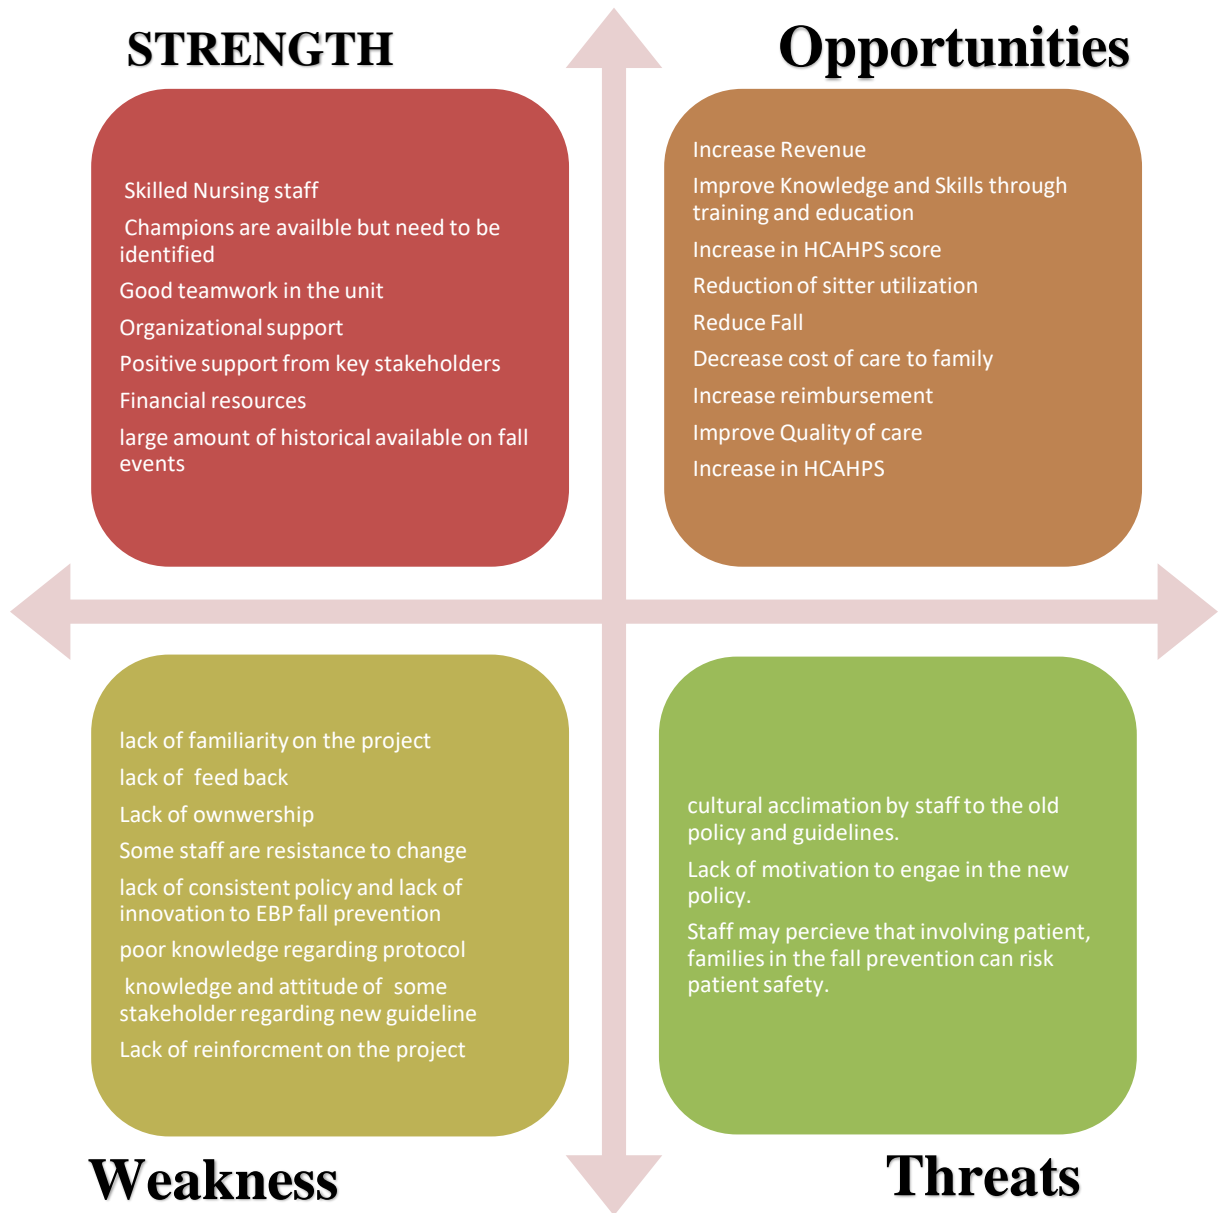 STRENGTH
Skilled Nursing staff
Champions are availble but need to be
identified
Good teamwork in the unit
Organizational support
Positive support from key stakeholders
Financial resources
large amount of historical available on fall
events
Opportunities
Increase Revenue
Improve Knowledge and Skills through
training and education
Increase in HCAHPS score
Reduction of sitter utilization
Reduce Fall
Decrease cost of care to family
Increase reimbursement
Improve Quality of care
Increase in HCAHPS
lack of familiarity on the project
lack of  feed back
Lack of ownwership
Some staff are resistance to change
lack of consistent policy and lack of
innovation to EBP fall prevention
poor knowledge regarding protocol
knowledge and attitude of  some
stakeholder regarding new guideline
Lack of reinforcment on the project
Weakness
cultural acclimation by staff to the old
policy and guidelines.
Lack of motivation to engae in the new
policy.
Staff may percieve that involving patient,
families in the fall prevention can risk
patient safety.
Threats